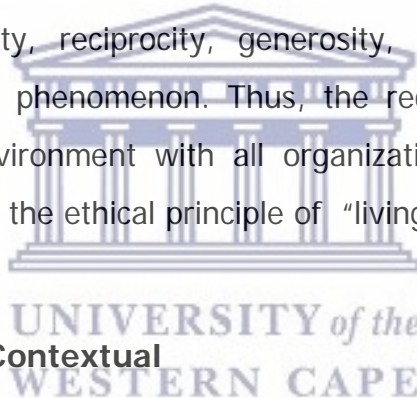 ty, reciprocity, generosity,
phenomenon. Thus, the rec
vironment with all organizati
the ethical principle of "living
UNIVERSITY of the
Contextual
WESTERN CAPE